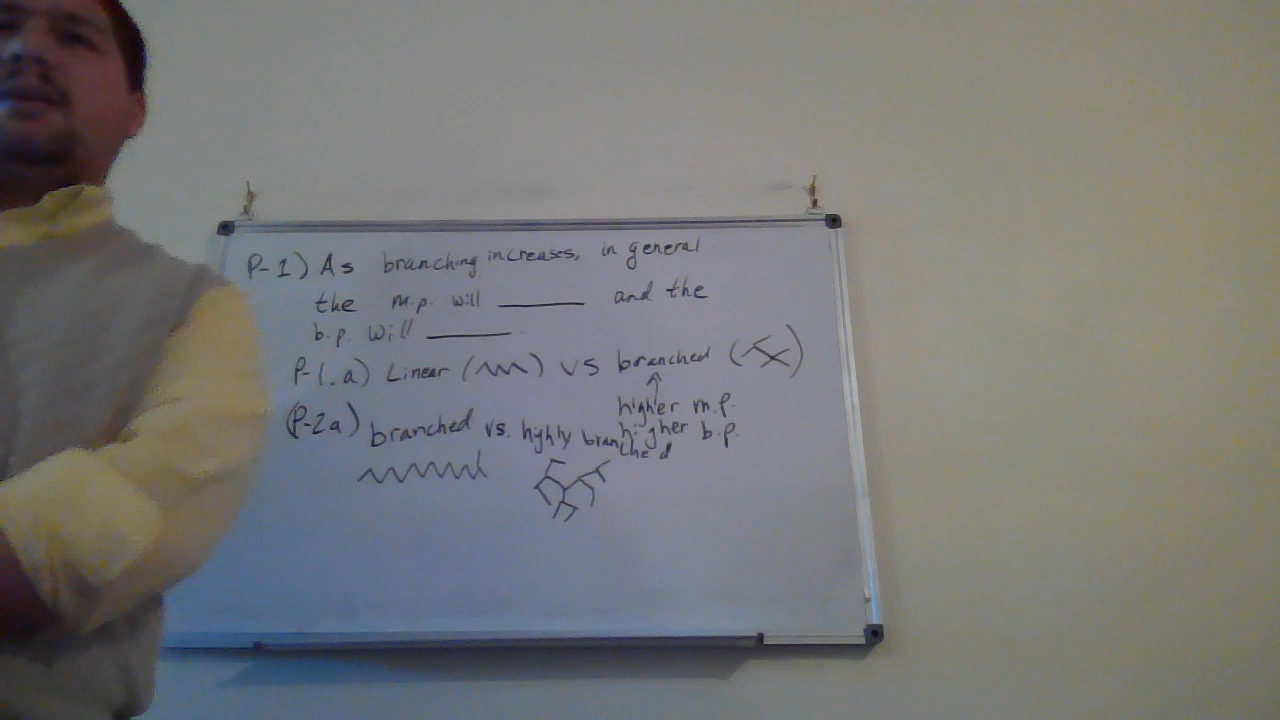 P-1) As branching increases, in general
the m.p. will ______ and the
b.p. will ______.
P-1.a) Linear ( ) vs branched ( )
higher m.p.
higher b.p.
(P-2a) branched vs. highly branched